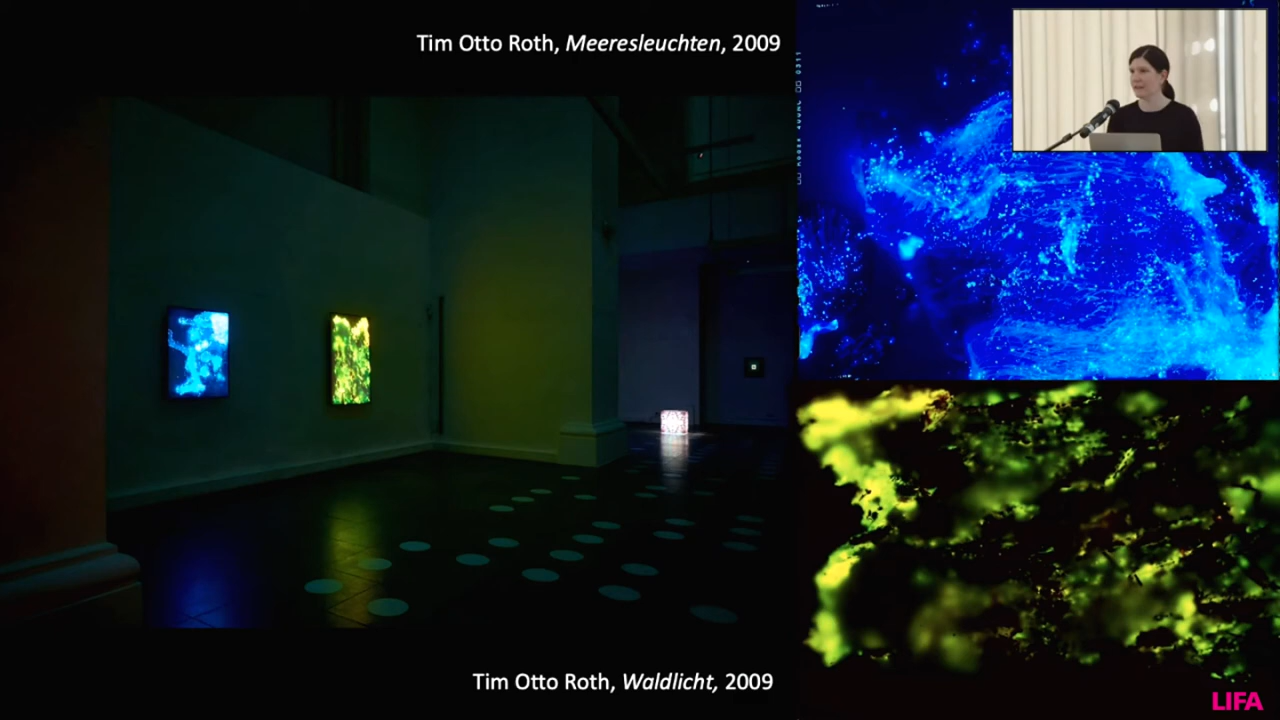 Tim Otto Roth, Meeresleuchten, 2009
Tim Otto Roth, Waldlicht, 2009
LIFA